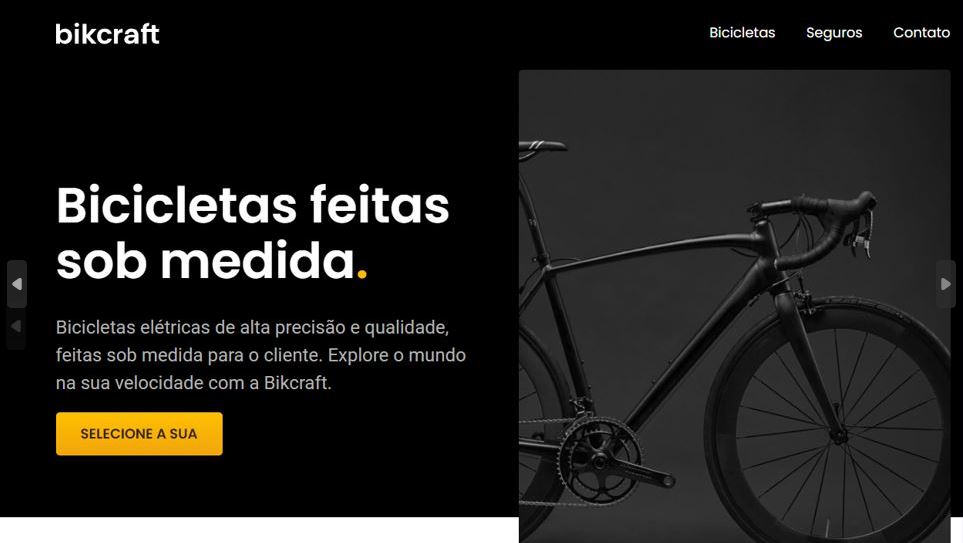 bikcraft
Bicicletas Seguros Contato
Bicicletas feitas
sob medida.
Bicicletas elétricas de alta precisão e qualidade,
feitas sob medida para o cliente. Explore o mundo
na sua velocidade com a Bikcraft.
SELECIONE A SUA